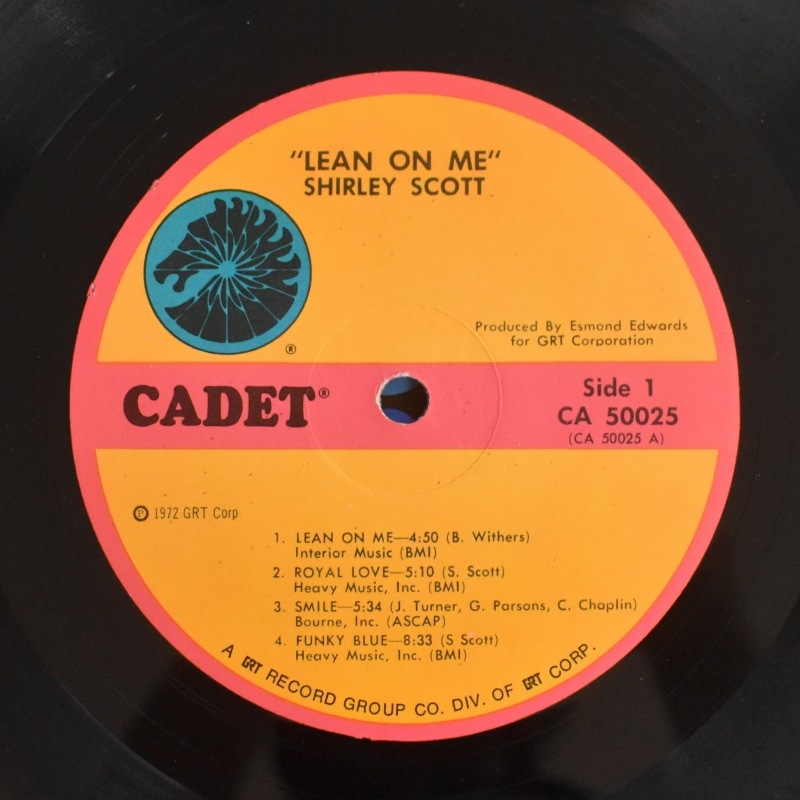 "LEAN ON ME"
SHIRLEY SCOTT
®
Produced By Esmond Edwards
for GRT Corporation
CADET®
Side 1
CA 50025
(CA 50025 A)
℗ 1972 GRT Corp
1. LEAN ON ME—4:50 (B. Withers)
Interior Music (BMI)
2. ROYAL LOVE—5:10 (S. Scott)
Heavy Music, Inc. (BMI)
3. SMILE—5:34 (J. Turner, G. Parsons, C. Chaplin)
Bourne, Inc. (ASCAP)
4. FUNKY BLUE—8:33 (S Scott)
Heavy Music, Inc. (BMI)
A GRT RECORD GROUP CO. DIV. OF GRT CORP.